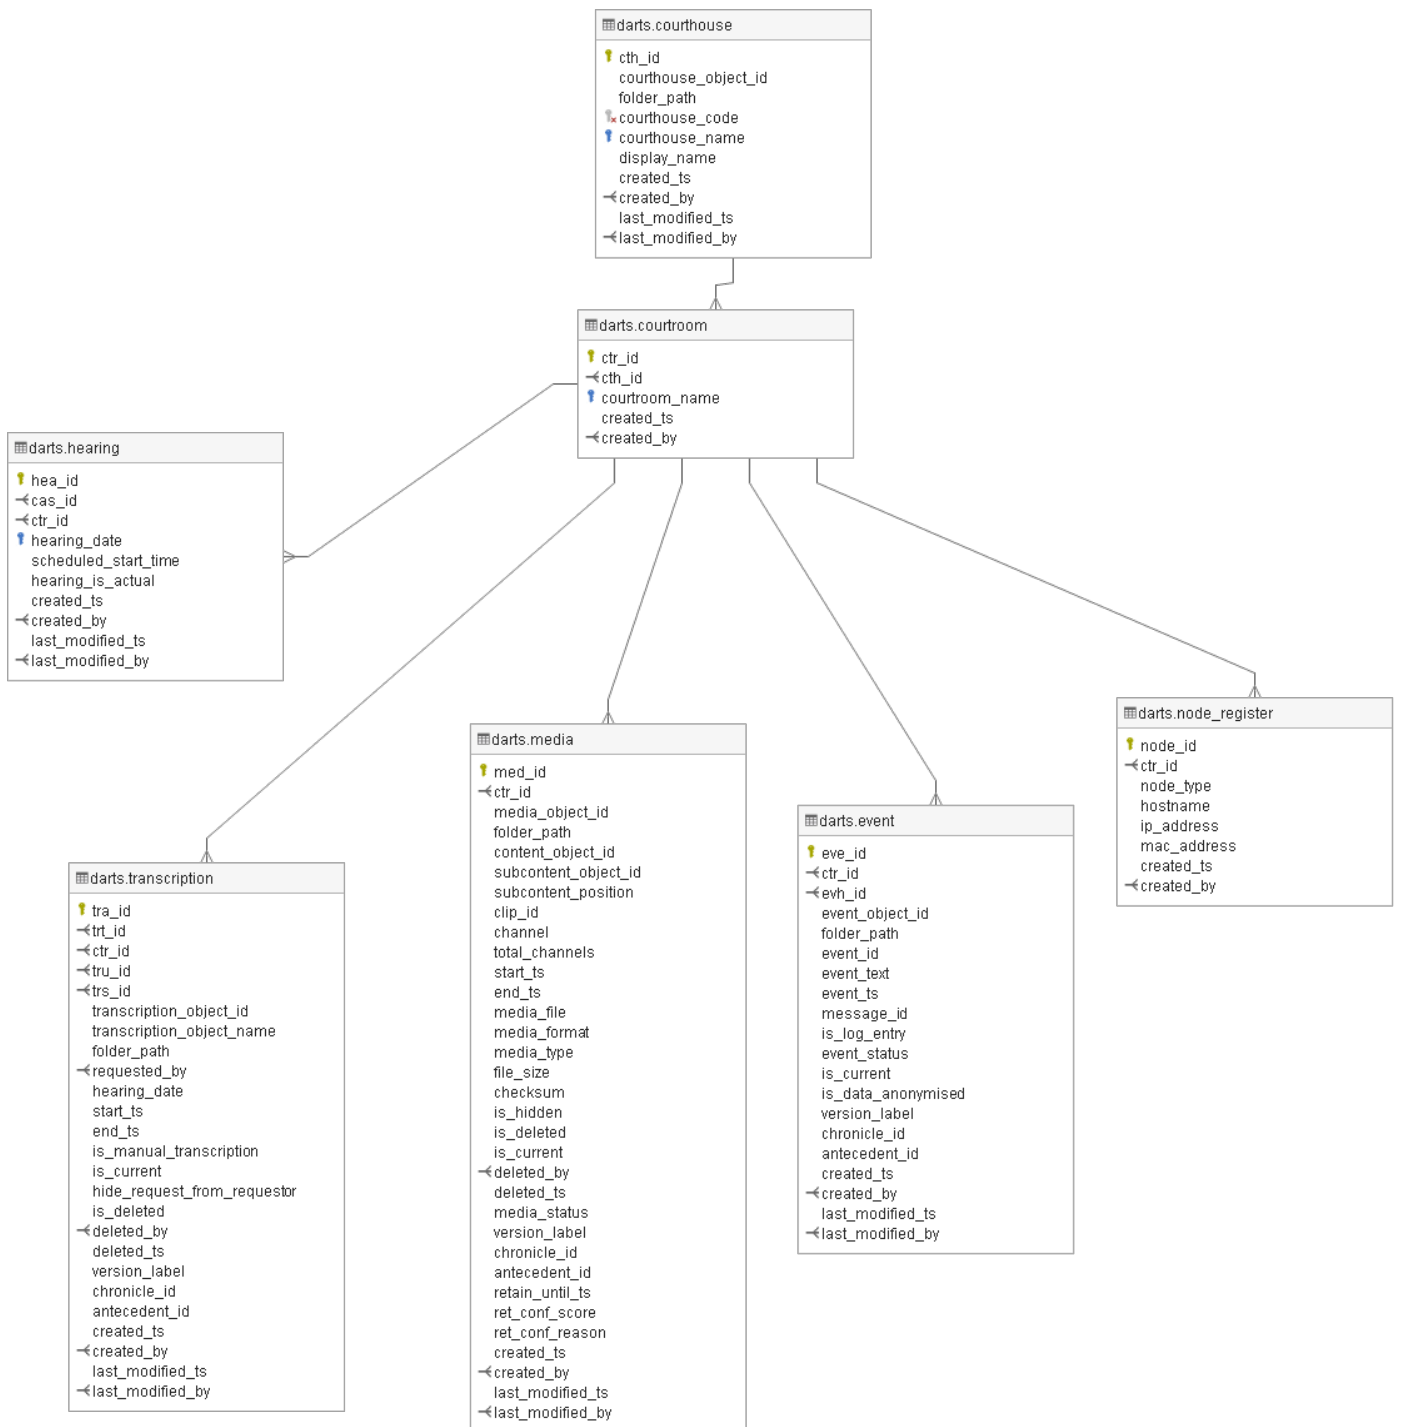 darts.courthouse
cth_id
courthouse_object_id
folder_path
courthouse_code
courthouse_name
display_name
created_ts
created_by
last_modified_ts
last_modified_by
darts.courtroom
ctr_id
cth_id
courtroom_name
created_ts
created_by
darts.hearing
hea_id
cas_id
ctr_id
hearing_date
scheduled_start_time
hearing_is_actual
created_ts
created_by
last_modified_ts
last_modified_by
darts.transcription
tra_id
trt_id
ctr_id
tru_id
trs_id
transcription_object_id
transcription_object_name
folder_path
requested_by
hearing_date
start_ts
end_ts
is_manual_transcription
is_current
hide_request_from_requestor
is_deleted
deleted_by
deleted_ts
version_label
chronicle_id
antecedent_id
created_ts
created_by
last_modified_ts
last_modified_by
darts.media
med_id
ctr_id
media_object_id
folder_path
content_object_id
subcontent_object_id
subcontent_position
clip_id
channel
total_channels
start_ts
end_ts
media_file
media_format
media_type
file_size
checksum
is_hidden
is_deleted
is_current
deleted_by
deleted_ts
media_status
version_label
chronicle_id
antecedent_id
retain_until_ts
ret_conf_score
ret_conf_reason
created_ts
created_by
last_modified_ts
last_modified_by
darts.event
eve_id
ctr_id
evh_id
event_object_id
folder_path
event_id
event_text
event_ts
message_id
is_log_entry
event_status
is_current
is_data_anonymised
version_label
chronicle_id
antecedent_id
created_ts
created_by
last_modified_ts
last_modified_by
darts.node_register
node_id
ctr_id
node_type
hostname
ip_address
mac_address
created_ts
created_by